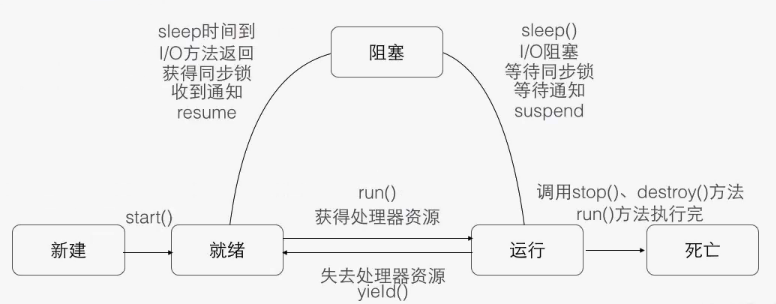 sleep时间到
I/O方法返回
获得同步锁
收到通知
resume
阻塞
sleep()
I/O阻塞
等待同步锁
等待通知
suspend
新建
start()
就绪
run()
获得处理器资源
失去处理器资源
yield()
运行
调用stop()、destroy()方法
run()方法执行完
死亡